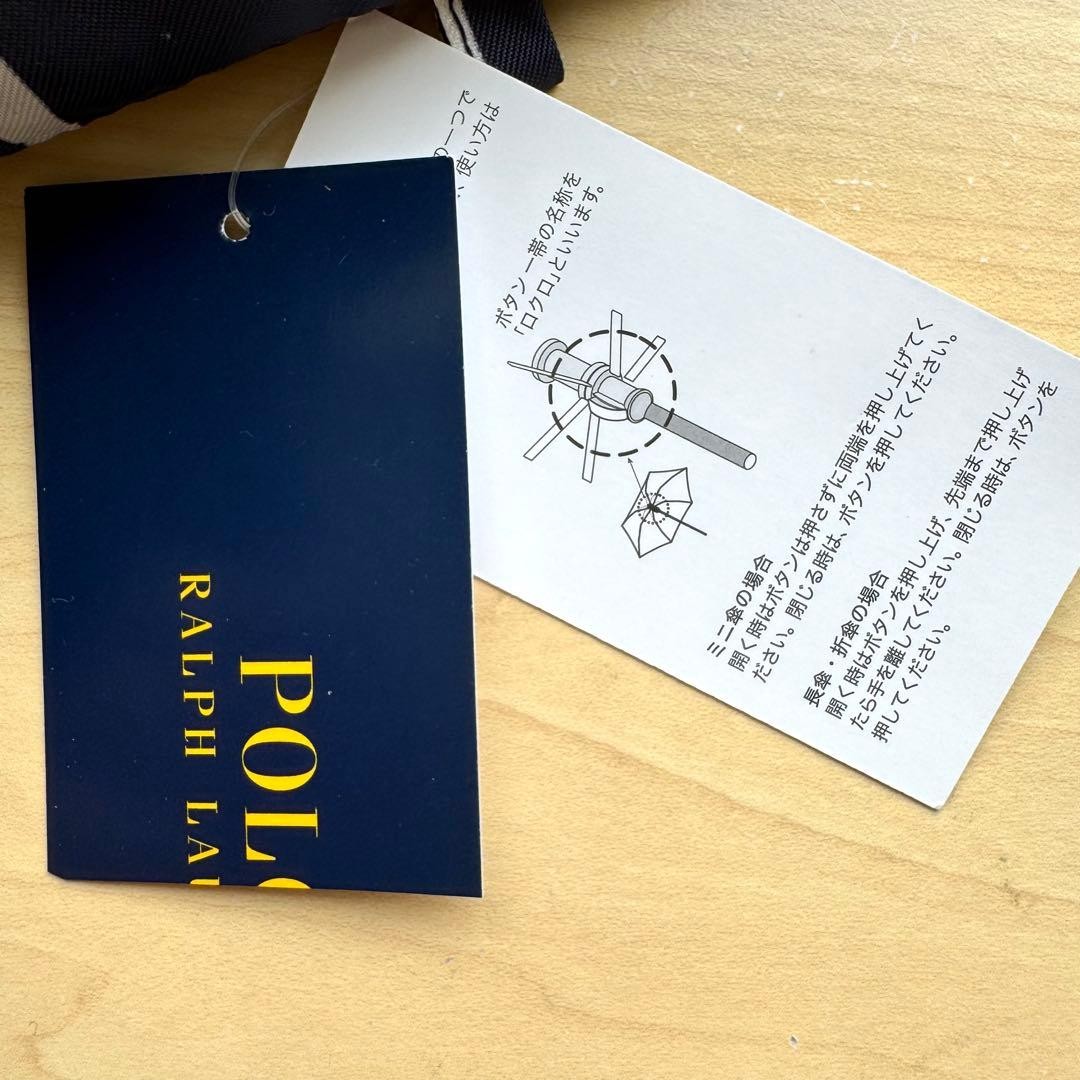 POLO
RALPH LAU
の一つで
、使い方は
ボタン一帯の名称を
「ロクロ」といいます。
ミニ傘の場合
開く時はボタンは押さずに両端を押し上げてく
ださい。閉じる時は、ボタンを押してください。
長傘・折傘の場合
開く時はボタンを押し上げ、先端まで押し上げ
たら手を離してください。閉じる時は、ボタンを
押してください。